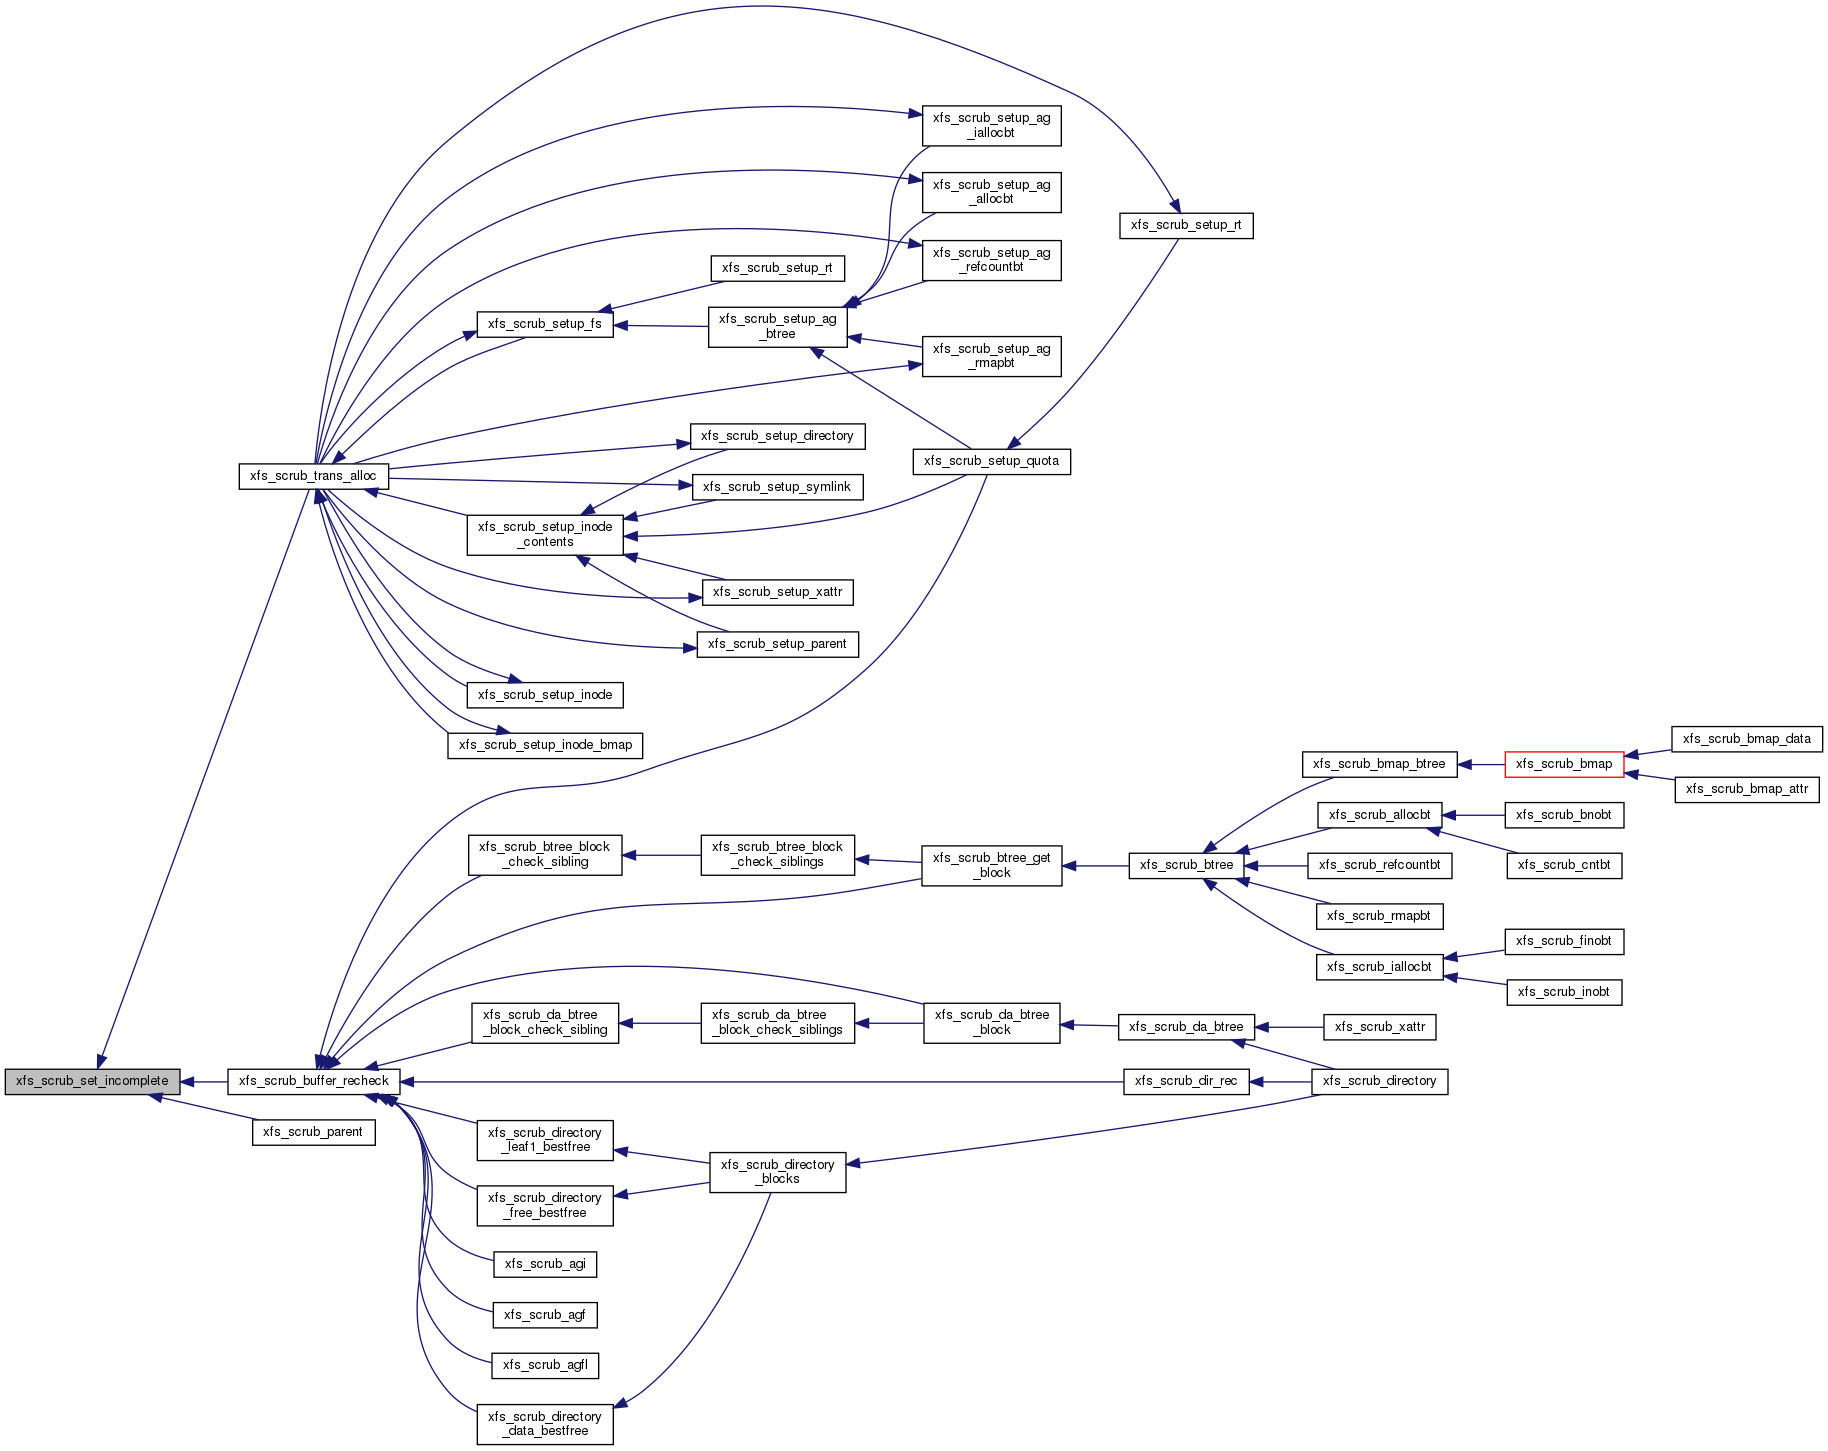 xfs_scrub_setup_ag
_iallocbt
xfs_scrub_setup_ag
_allocbt
xfs_scrub_setup_rt
xfs_scrub_setup_ag
_refcountbt
xfs_scrub_setup_rt
xfs_scrub_setup_fs
xfs_scrub_setup_ag
_btree
xfs_scrub_setup_ag
_rmapbt
xfs_scrub_setup_directory
xfs_scrub_setup_quota
xfs_scrub_trans_alloc
xfs_scrub_setup_symlink
xfs_scrub_setup_inode
_contents
xfs_scrub_setup_xattr
xfs_scrub_setup_parent
xfs_scrub_setup_inode
xfs_scrub_setup_inode_bmap
xfs_scrub_bmap_data
xfs_scrub_bmap_btree
xfs_scrub_bmap
xfs_scrub_bmap_attr
xfs_scrub_allocbt
xfs_scrub_bnobt
xfs_scrub_btree_block
_check_sibling
xfs_scrub_btree_block
_check_siblings
xfs_scrub_btree_get
_block
xfs_scrub_btree
xfs_scrub_refcountbt
xfs_scrub_cntbt
xfs_scrub_rmapbt
xfs_scrub_finobt
xfs_scrub_iallocbt
xfs_scrub_inobt
xfs_scrub_da_btree
_block_check_sibling
xfs_scrub_da_btree
_block_check_siblings
xfs_scrub_da_btree
_block
xfs_scrub_da_btree
xfs_scrub_xattr
xfs_scrub_set_incomplete
xfs_scrub_buffer_recheck
xfs_scrub_dir_rec
xfs_scrub_directory
xfs_scrub_parent
xfs_scrub_directory
_leaf1_bestfree
xfs_scrub_directory
_blocks
xfs_scrub_directory
_free_bestfree
xfs_scrub_agi
xfs_scrub_agf
xfs_scrub_agfl
xfs_scrub_directory
_data_bestfree